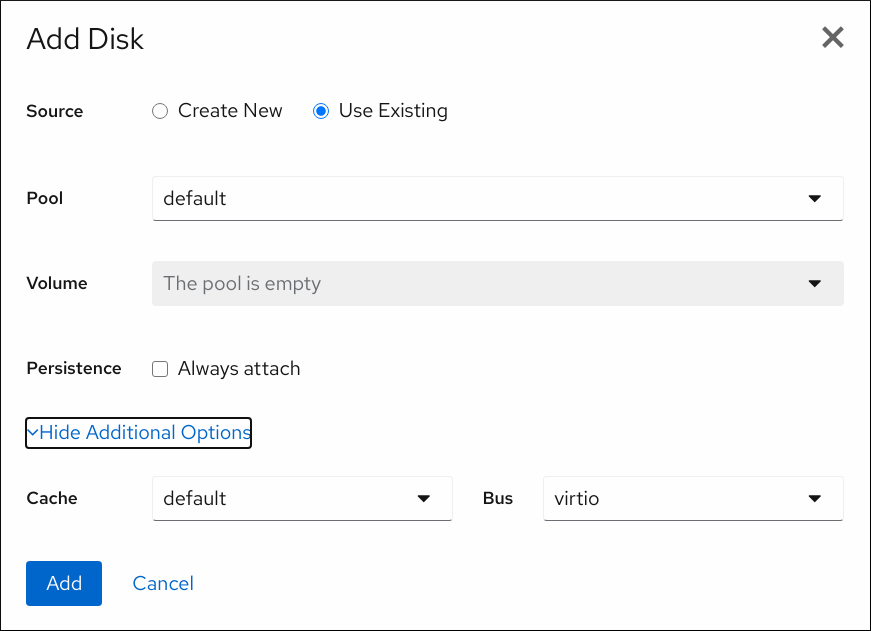 Add Disk
Source Create New Use Existing
Pool default
Volume The pool is empty
Persistence Always attach
Hide Additional Options
Cache default Bus virtio
Add Cancel